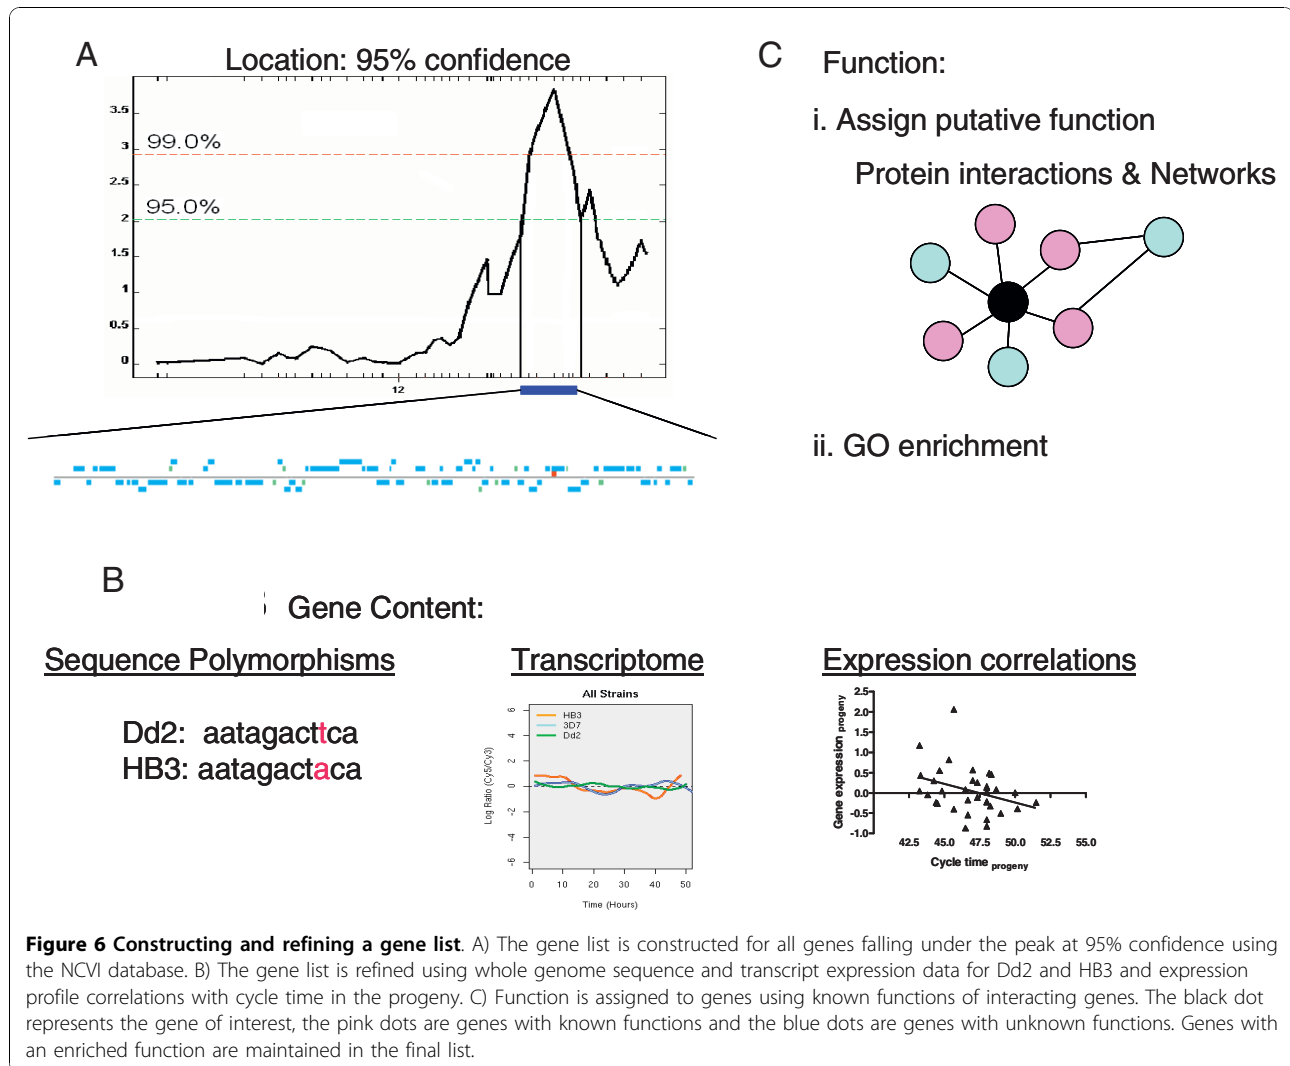 A
Location: 95% confidence
3.5
99.0%
3
2.5
95.0%
2
1.5
1
0.5
0
12
C
Function:
i. Assign putative function
Protein interactions & Networks
ii. GO enrichment
B
Gene Content:
Sequence Polymorphisms
Dd2: aatagacttca
HB3: aatagactaca
Transcriptome
All Strains
HB3
3D7
Dd2
Log Ratio (Cy5/Cy3)
6
4
2
0
-2
-4
-6
0 10 20 30 40 50
Time (Hours)
Expression correlations
Gene expression progeny
2.5
2.0
1.5
1.0
0.5
0.0
-0.5
-1.0
42.5 45.0 47.5 50.0 52.5 55.0
Cycle time progeny
Figure 6 Constructing and refining a gene list. A) The gene list is constructed for all genes falling under the peak at 95% confidence using
the NCVI database. B) The gene list is refined using whole genome sequence and transcript expression data for Dd2 and HB3 and expression
profile correlations with cycle time in the progeny. C) Function is assigned to genes using known functions of interacting genes. The black dot
represents the gene of interest, the pink dots are genes with known functions and the blue dots are genes with unknown functions. Genes with
an enriched function are maintained in the final list.